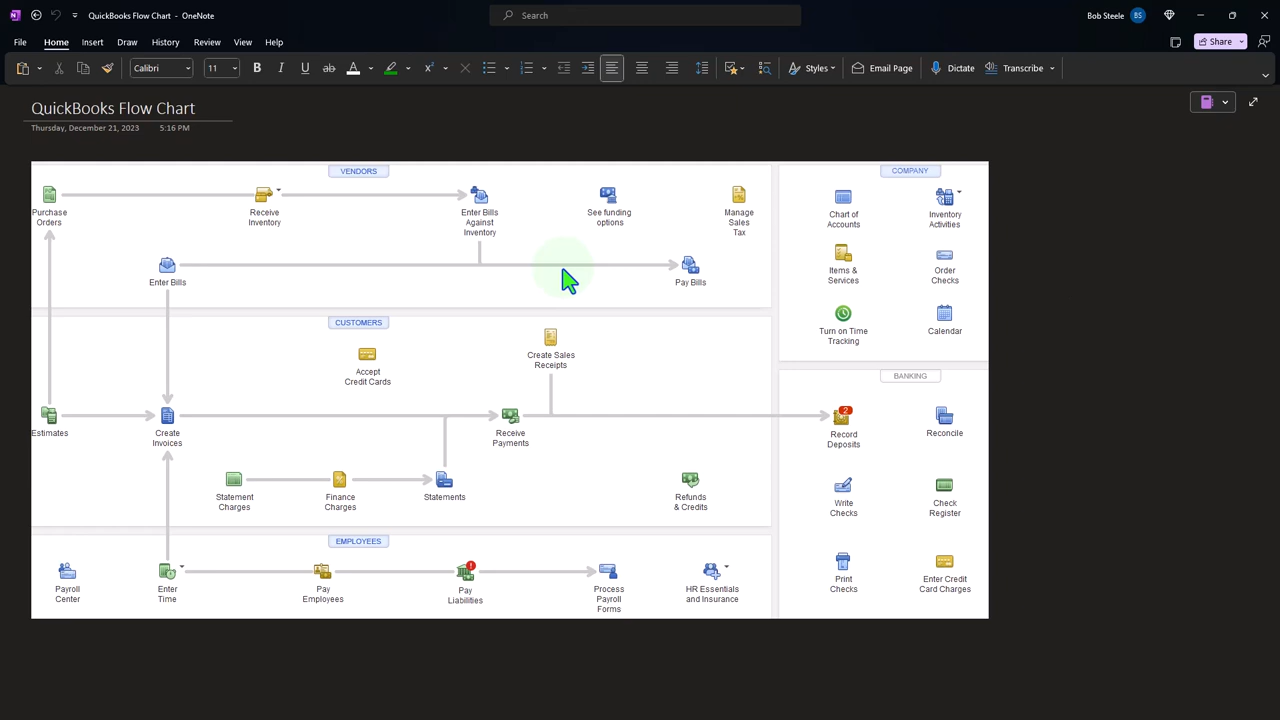 QuickBooks Flow Chart - OneNote
Search
Bob Steele
BS
File Home Insert Draw History Review View Help
Share
Calibri
11
B I U ab A x
Styles
Email Page
Dictate
Transcribe
QuickBooks Flow Chart
Thursday, December 21, 2023 5:16 PM
VENDORS
Purchase
Orders
Receive
Inventory
Enter Bills
Against
Inventory
See funding
options
Manage
Sales
Tax
Enter Bills
Pay Bills
CUSTOMERS
Accept
Credit Cards
Create Sales
Receipts
Estimates
Create
Invoices
Receive
Payments
Statement
Charges
Finance
Charges
Statements
Refunds
& Credits
EMPLOYEES
Payroll
Center
Enter
Time
Pay
Employees
Pay
Liabilities
Process
Payroll
Forms
HR Essentials
and Insurance
COMPANY
Chart of
Accounts
Inventory
Activities
Items &
Services
Order
Checks
Turn on Time
Tracking
Calendar
BANKING
2
Record
Deposits
Reconcile
Write
Checks
Check
Register
Print
Checks
Enter Credit
Card Charges